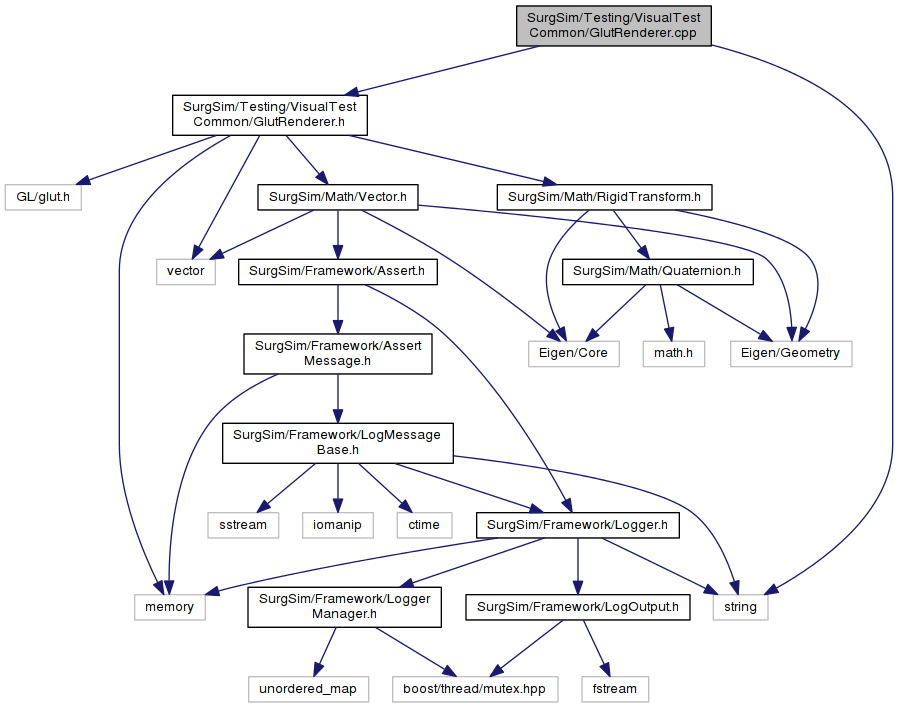 SurgSim/Testing/VisualTest
Common/GlutRenderer.cpp
SurgSim/Testing/VisualTest
Common/GlutRenderer.h
GL/glut.h
SurgSim/Math/Vector.h
SurgSim/Math/RigidTransform.h
vector
SurgSim/Framework/Assert.h
SurgSim/Math/Quaternion.h
SurgSim/Framework/Assert
Message.h
Eigen/Core
math.h
Eigen/Geometry
SurgSim/Framework/LogMessage
Base.h
sstream
iomanip
ctime
SurgSim/Framework/Logger.h
memory
SurgSim/Framework/Logger
Manager.h
SurgSim/Framework/LogOutput.h
string
unordered_map
boost/thread/mutex.hpp
fstream